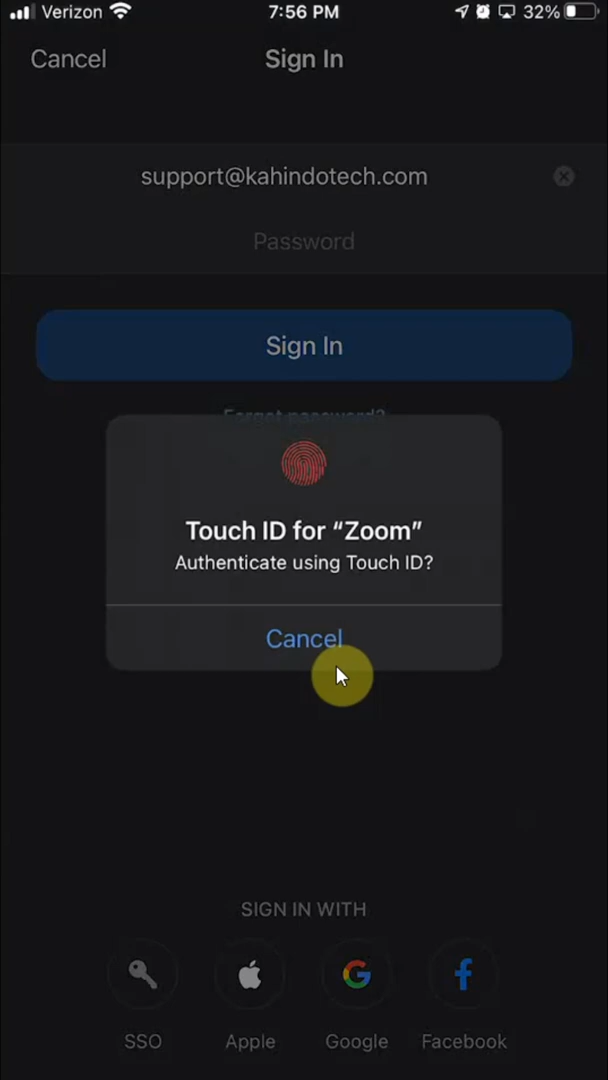 Verizon 7:56 PM 32%
Cancel Sign In
support@kahindotech.com
Password
Sign In
Forgot password?
Touch ID for “Zoom”
Authenticate using Touch ID?
Cancel
SIGN IN WITH
SSO Apple Google Facebook